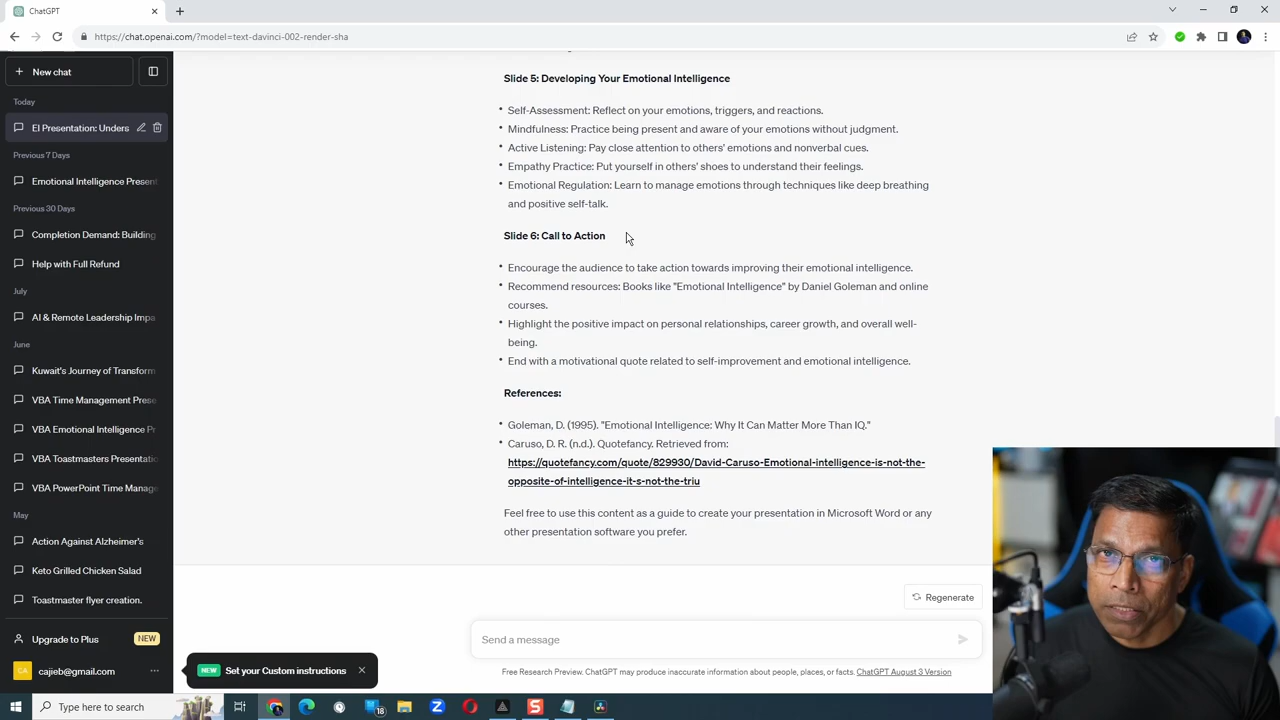 ChatGPT
https://chat.openai.com/?model=text-davinci-002-render-sha
New chat
Today
EI Presentation: Unders
Previous 7 Days
Emotional Intelligence Present
Previous 30 Days
Completion Demand: Building
Help with Full Refund
July
AI & Remote Leadership Impa
June
Kuwait's Journey of Transform
VBA Time Management Prese
VBA Emotional Intelligence Pr
VBA Toastmasters Presentatio
VBA PowerPoint Time Manage
May
Action Against Alzheimer's
Keto Grilled Chicken Salad
Toastmaster flyer creation.
Upgrade to Plus NEW
CA cajjeb@gmail.com
Slide 5: Developing Your Emotional Intelligence
• Self-Assessment: Reflect on your emotions, triggers, and reactions.
• Mindfulness: Practice being present and aware of your emotions without judgment.
• Active Listening: Pay close attention to others' emotions and nonverbal cues.
• Empathy Practice: Put yourself in others' shoes to understand their feelings.
• Emotional Regulation: Learn to manage emotions through techniques like deep breathing
and positive self-talk.
Slide 6: Call to Action
• Encourage the audience to take action towards improving their emotional intelligence.
• Recommend resources: Books like "Emotional Intelligence" by Daniel Goleman and online
courses.
• Highlight the positive impact on personal relationships, career growth, and overall well-
being.
• End with a motivational quote related to self-improvement and emotional intelligence.
References:
• Goleman, D. (1995). "Emotional Intelligence: Why It Can Matter More Than IQ."
• Caruso, D. R. (n.d.). Quotefancy. Retrieved from:
https://quotefancy.com/quote/829930/David-Caruso-Emotional-intelligence-is-not-the-
opposite-of-intelligence-it-s-not-the-triu
Feel free to use this content as a guide to create your presentation in Microsoft Word or any
other presentation software you prefer.
Regenerate
Send a message
NEW Set your Custom instructions
Free Research Preview. ChatGPT may produce inaccurate information about people, places, or facts. ChatGPT August 3 Version
Type here to search
18